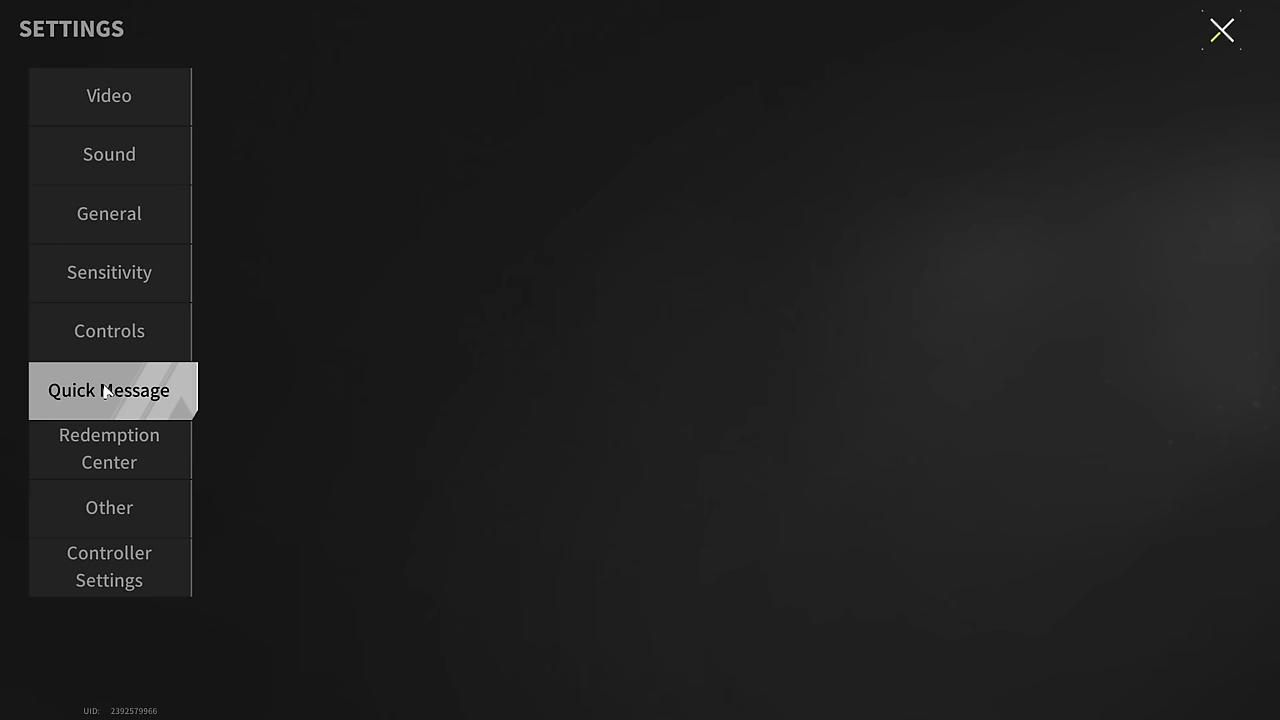 SETTINGS
Video
Sound
General
Sensitivity
Controls
Quick Message
Redemption
Center
Other
Controller
Settings
UID: 2392579966